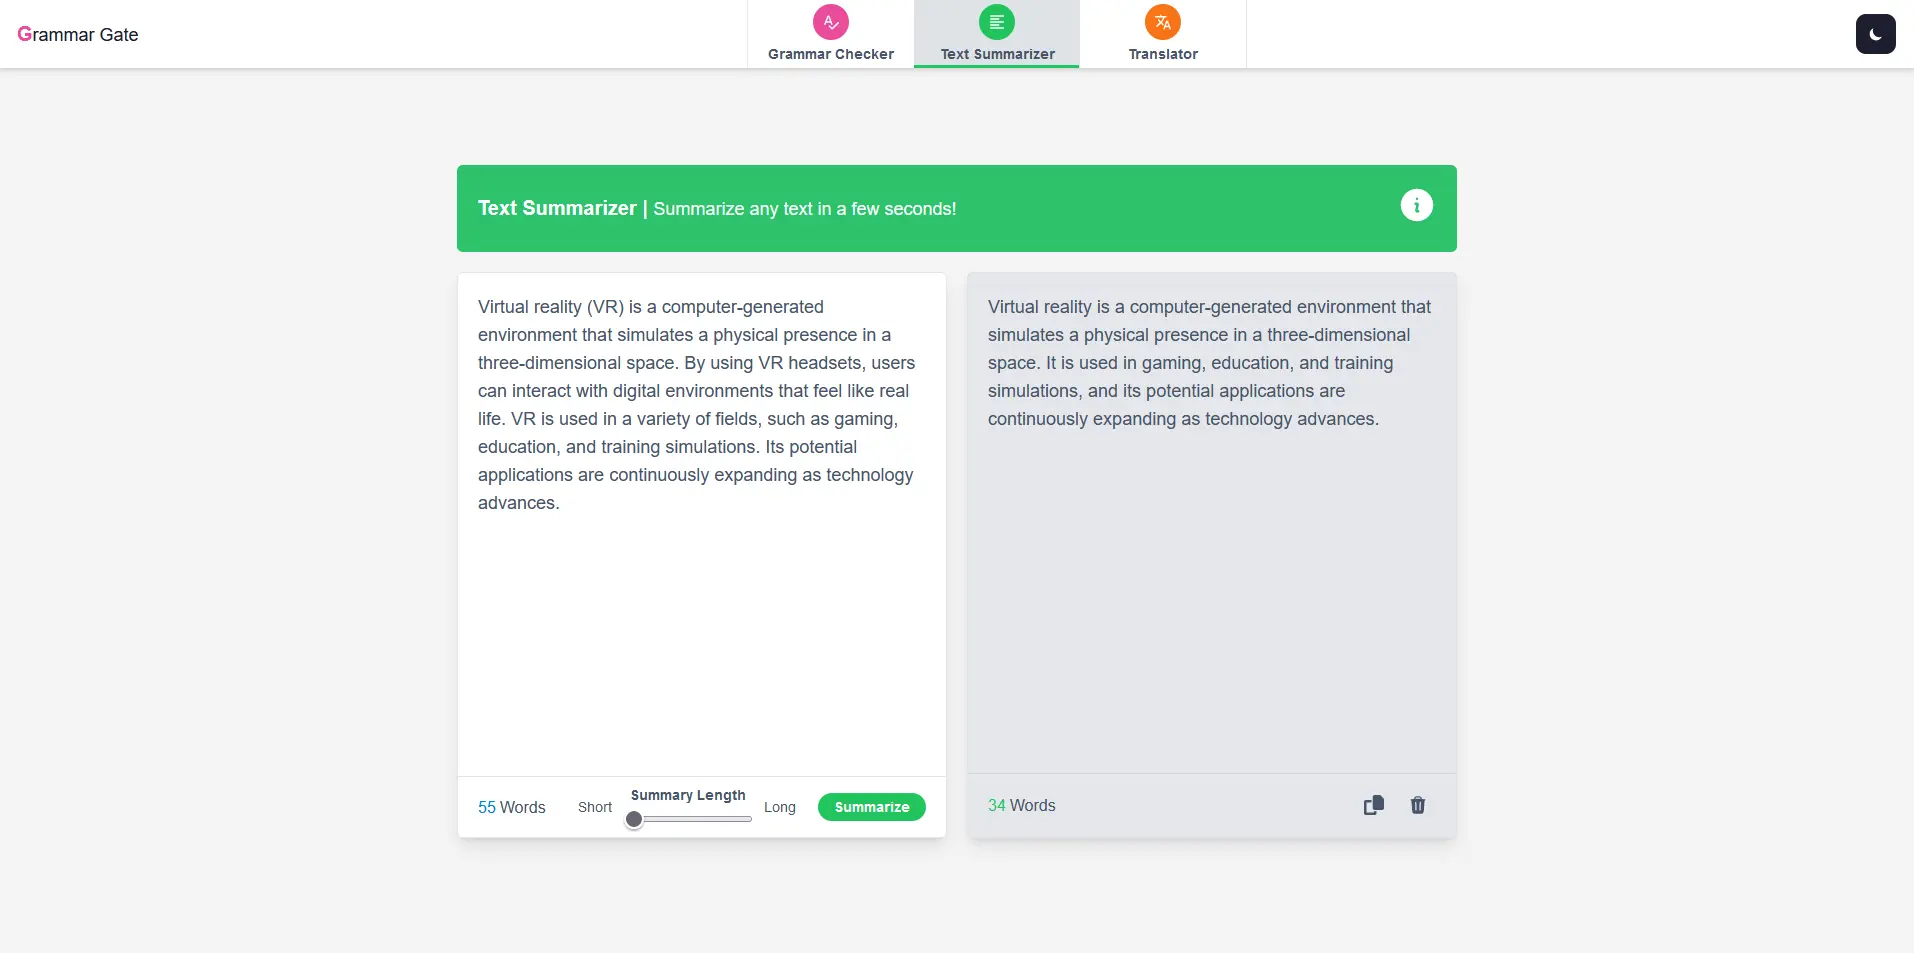 Grammar Gate
Grammar Checker
Text Summarizer
Translator
Text Summarizer | Summarize any text in a few seconds!
Virtual reality (VR) is a computer-generated
environment that simulates a physical presence in a
three-dimensional space. By using VR headsets, users
can interact with digital environments that feel like real
life. VR is used in a variety of fields, such as gaming,
education, and training simulations. Its potential
applications are continuously expanding as technology
advances.
55 Words
Short
Summary Length
Long
Summarize
Virtual reality is a computer-generated environment that
simulates a physical presence in a three-dimensional
space. It is used in gaming, education, and training
simulations, and its potential applications are
continuously expanding as technology advances.
34 Words